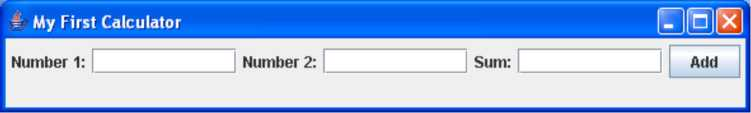 My First Calculator
Number 1: Number 2: Sum: Add